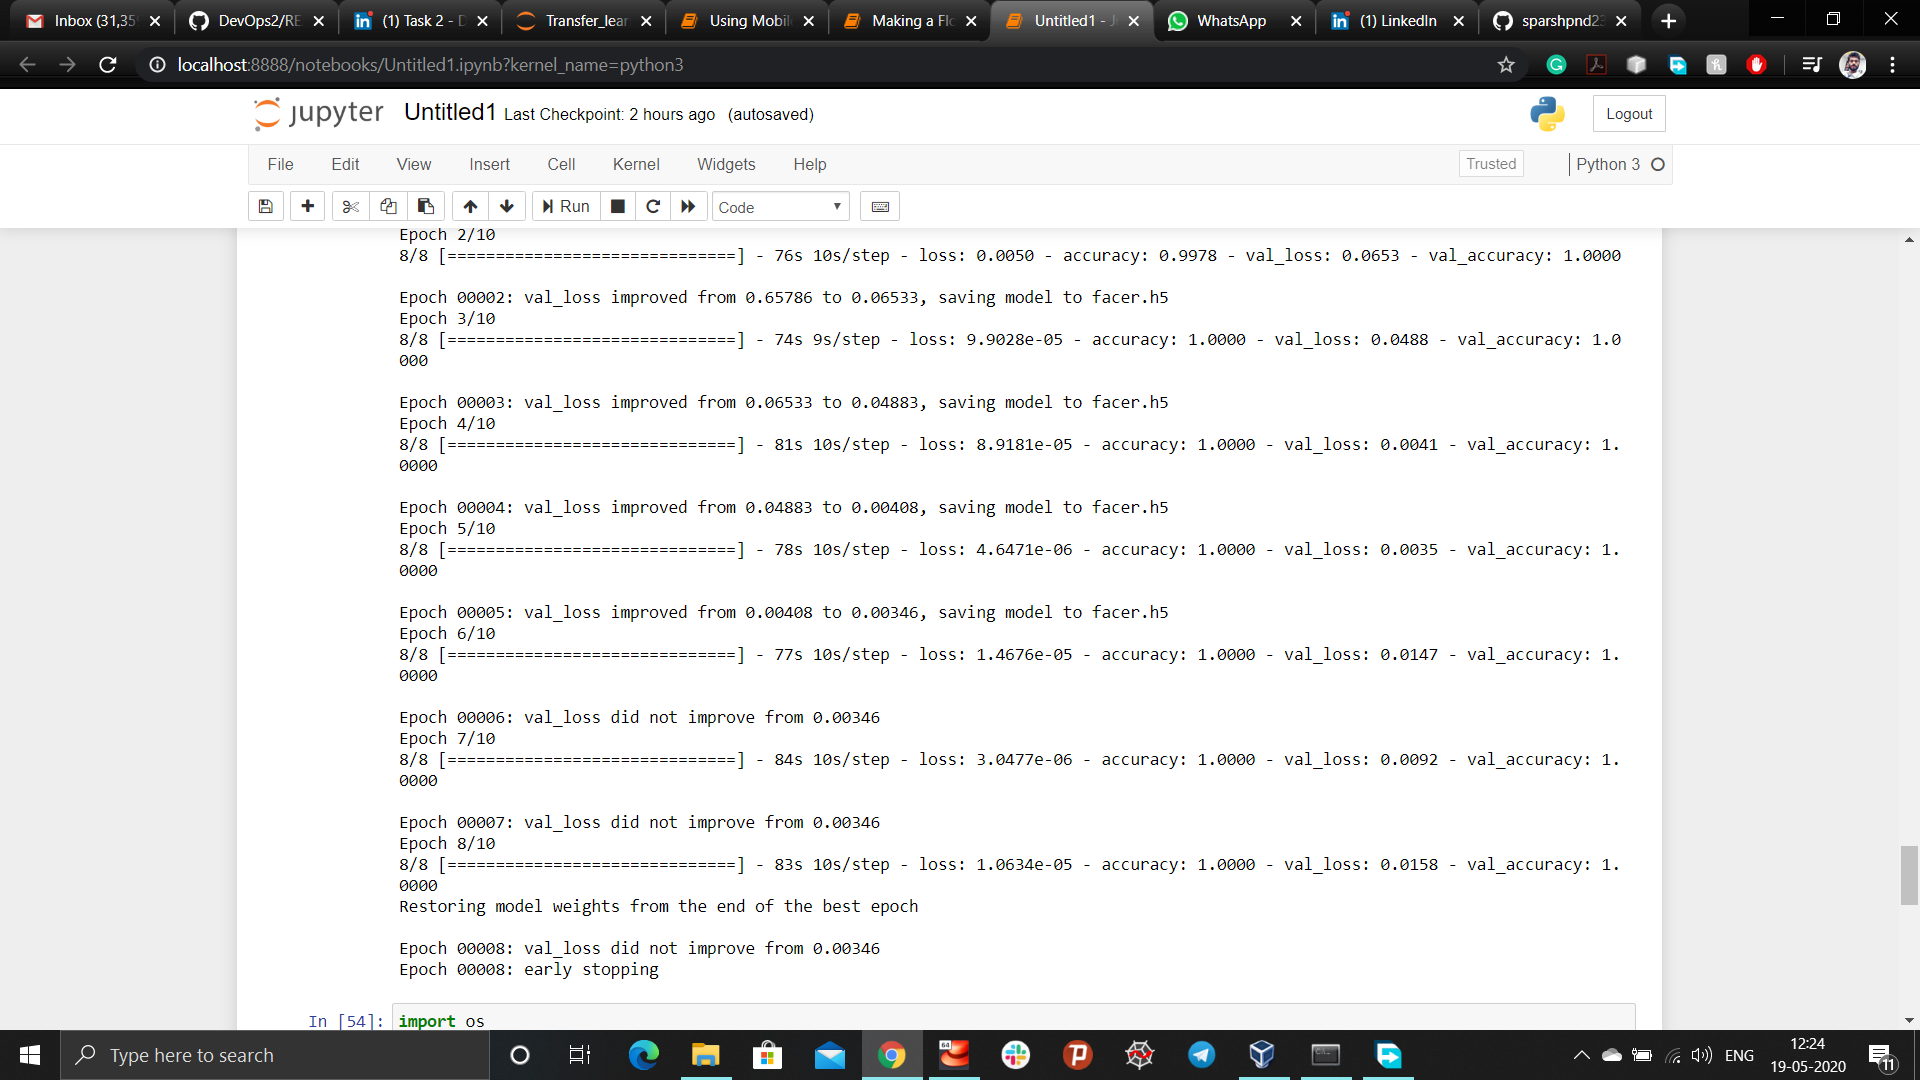 Inbox (31,35
DevOps2/RE
(1) Task 2 - D
Transfer_lear
Using Mobil
Making a Flo
Untitled1 - J
WhatsApp
(1) LinkedIn
sparshpnd23
localhost:8888/notebooks/Untitled1.ipynb?kernel_name=python3
jupyter Untitled1 Last Checkpoint: 2 hours ago (autosaved)
Logout
File Edit View Insert Cell Kernel Widgets Help
Trusted
Python 3
Run
Code
Epoch 2/10
8/8 [==============================] - 76s 10s/step - loss: 0.0050 - accuracy: 0.9978 - val_loss: 0.0653 - val_accuracy: 1.0000
Epoch 00002: val_loss improved from 0.65786 to 0.06533, saving model to facer.h5
Epoch 3/10
8/8 [==============================] - 74s 9s/step - loss: 9.9028e-05 - accuracy: 1.0000 - val_loss: 0.0488 - val_accuracy: 1.0
000
Epoch 00003: val_loss improved from 0.06533 to 0.04883, saving model to facer.h5
Epoch 4/10
8/8 [==============================] - 81s 10s/step - loss: 8.9181e-05 - accuracy: 1.0000 - val_loss: 0.0041 - val_accuracy: 1.
0000
Epoch 00004: val_loss improved from 0.04883 to 0.00408, saving model to facer.h5
Epoch 5/10
8/8 [==============================] - 78s 10s/step - loss: 4.6471e-06 - accuracy: 1.0000 - val_loss: 0.0035 - val_accuracy: 1.
0000
Epoch 00005: val_loss improved from 0.00408 to 0.00346, saving model to facer.h5
Epoch 6/10
8/8 [==============================] - 77s 10s/step - loss: 1.4676e-05 - accuracy: 1.0000 - val_loss: 0.0147 - val_accuracy: 1.
0000
Epoch 00006: val_loss did not improve from 0.00346
Epoch 7/10
8/8 [==============================] - 84s 10s/step - loss: 3.0477e-06 - accuracy: 1.0000 - val_loss: 0.0092 - val_accuracy: 1.
0000
Epoch 00007: val_loss did not improve from 0.00346
Epoch 8/10
8/8 [==============================] - 83s 10s/step - loss: 1.0634e-05 - accuracy: 1.0000 - val_loss: 0.0158 - val_accuracy: 1.
0000
Restoring model weights from the end of the best epoch
Epoch 00008: val_loss did not improve from 0.00346
Epoch 00008: early stopping
In [54]: import os
Type here to search
ENG
12:24
19-05-2020
11